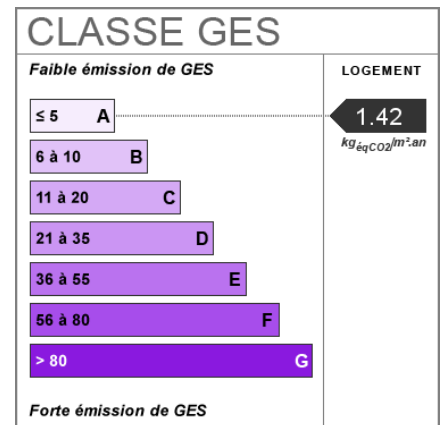 CLASSE GES
Faible émission de GES
LOGEMENT
≤ 5 A
1.42
kgéqCO2/m².an
6 à 10 B
11 à 20 C
21 à 35 D
36 à 55 E
56 à 80 F
> 80 G
Forte émission de GES